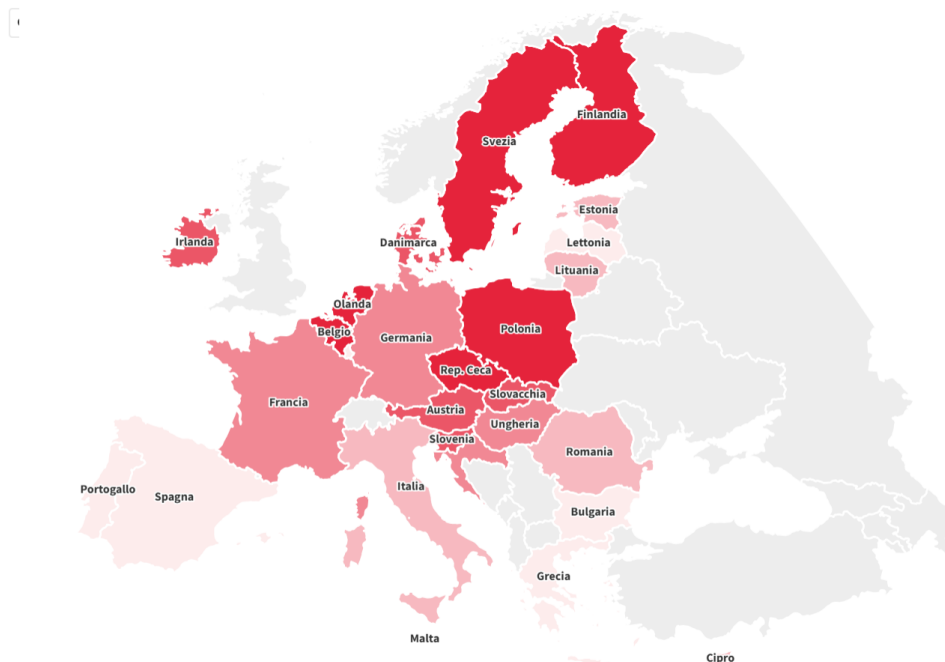 Finlandia
Svezia
Estonia
Irlanda
Danimarca
Lettonia
Lituania
Olanda
Belgio
Polonia
Germania
Rep. Ceca
Slovacchia
Francia
Austria
Ungheria
Slovenia
Romania
Italia
Portogallo
Spagna
Bulgaria
Grecia
Malta
Cipro